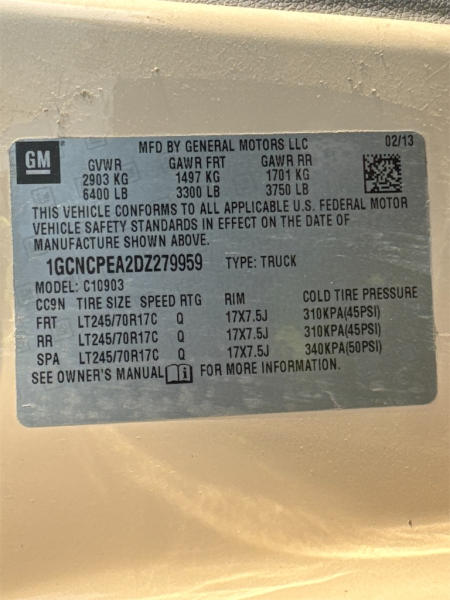 GM
MFD BY GENERAL MOTORS LLC 02/13
GVWR GAWR FRT GAWR RR
2903 KG 1497 KG 1701 KG
6400 LB 3300 LB 3750 LB
THIS VEHICLE CONFORMS TO ALL APPLICABLE U.S. FEDERAL MOTOR
VEHICLE SAFETY STANDARDS IN EFFECT ON THE DATE OF
MANUFACTURE SHOWN ABOVE.
1GCNCPEA2DZ279959 TYPE: TRUCK
MODEL: C10903
CC9N TIRE SIZE SPEED RTG RIM COLD TIRE PRESSURE
FRT LT245/70R17C Q 17X7.5J 310KPA(45PSI)
RR LT245/70R17C Q 17X7.5J 310KPA(45PSI)
SPA LT245/70R17C Q 17X7.5J 340KPA(50PSI)
SEE OWNER'S MANUAL FOR MORE INFORMATION.